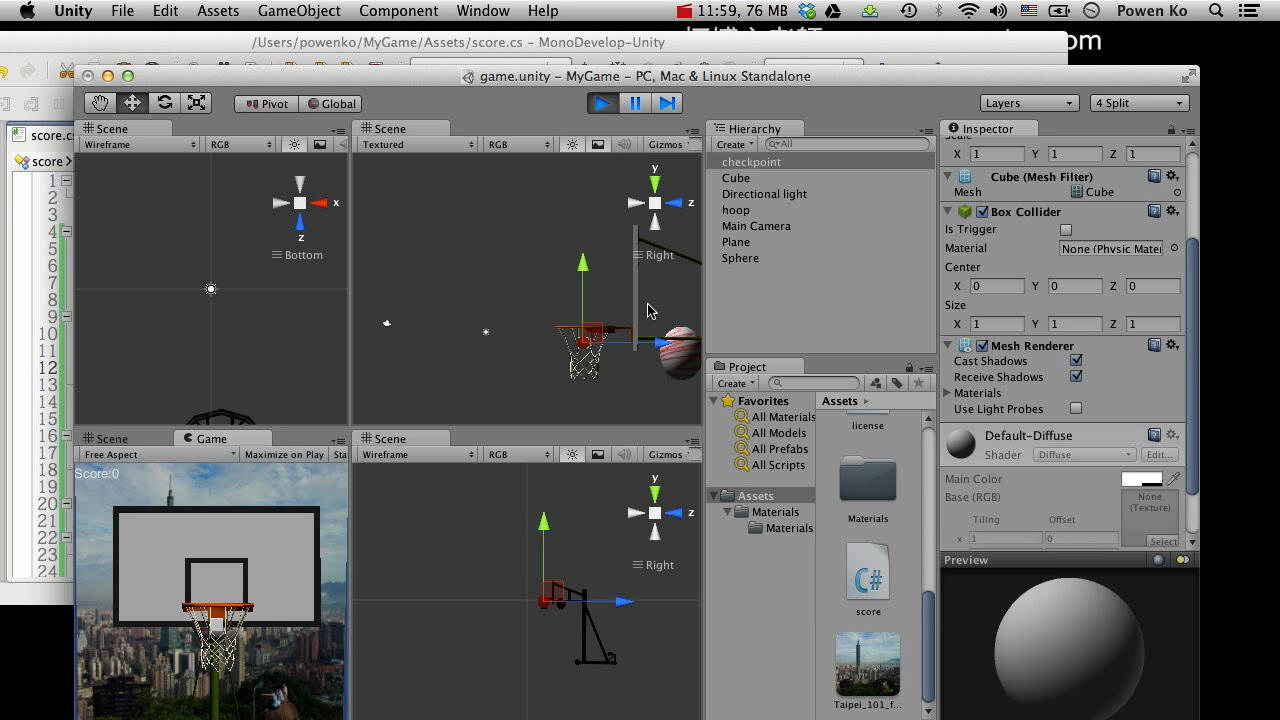 Unity File Edit Assets GameObject Component Window Help 11:59, 76 MB Powen Ko
/Users/powenko/MyGame/Assets/score.cs - MonoDevelop-Unity
om
game.unity - MyGame - PC, Mac & Linux Standalone
Pivot Global Layers 4 Split
score.c
score
1
2
3
4
5
6
7
8
9
10
11
12
13
14
15
16
17
18
19
20
21
22
23
24
Scene
Wireframe RGB
x
z
Bottom
Scene
Textured RGB Gizmos
y
z
Right
Scene Game
Free Aspect Maximize on Play Sta
Score:0
Scene
Wireframe RGB Gizmos
y
z
Right
Hierarchy
Create All
checkpoint
Cube
Directional light
hoop
Main Camera
Plane
Sphere
Project
Create
Favorites
All Materials
All Models
All Prefabs
All Scripts
Assets
Materials
Materials
Assets
license
Materials
C#
score
Taipei_101_f...
Inspector
Scale
X 1 Y 1 Z 1
Cube (Mesh Filter)
Mesh Cube
Box Collider
Is Trigger
Material None (Physic Mater
Center
X 0 Y 0 Z 0
Size
X 1 Y 1 Z 1
Mesh Renderer
Cast Shadows
Receive Shadows
Materials
Use Light Probes
Default-Diffuse
Shader Diffuse Edit...
Main Color
Base (RGB) None
(Texture)
Tiling Offset
x 1 0 Select
Preview